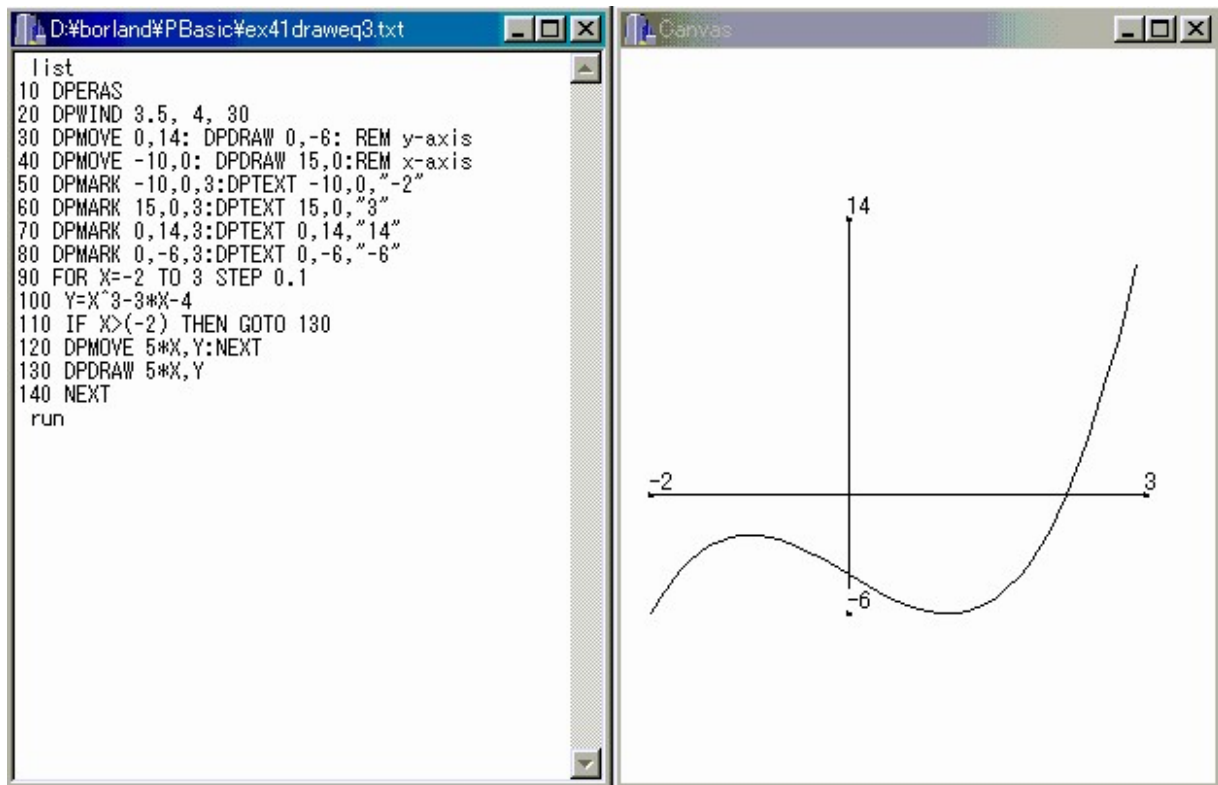 D:¥borland¥PBasic¥ex41draweq3.txt
list
10 DPERAS
20 DPWIND 3.5, 4, 30
30 DPMOVE 0,14: DPDRAW 0,-6: REM y-axis
40 DPMOVE -10,0: DPDRAW 15,0:REM x-axis
50 DPMARK -10,0,3:DPTEXT -10,0,"-2"
60 DPMARK 15,0,3:DPTEXT 15,0,"3"
70 DPMARK 0,14,3:DPTEXT 0,14,"14"
80 DPMARK 0,-6,3:DPTEXT 0,-6,"-6"
90 FOR X=-2 TO 3 STEP 0.1
100 Y=X^3-3*X-4
110 IF X>(-2) THEN GOTO 130
120 DPMOVE 5*X,Y:NEXT
130 DPDRAW 5*X,Y
140 NEXT
run
Canvas
14
-2
3
-6